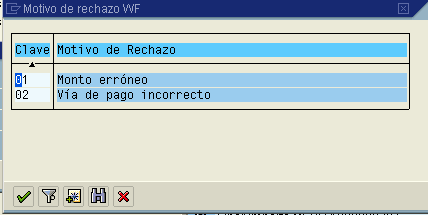 Motivo de rechazo WF
Clave Motivo de Rechazo
01 Monto erróneo
02 Vía de pago incorrecto